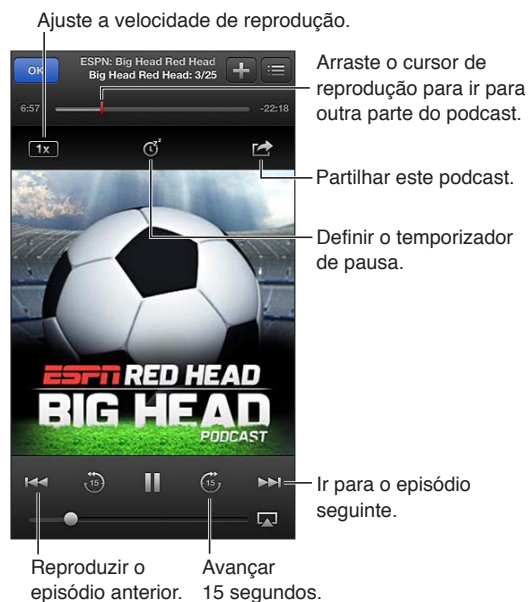 Ajuste a velocidade de reprodução.
OK
ESPN: Big Head Red Head
Big Head Red Head: 3/25
6:57
-22:18
Arraste o cursor de
reprodução para ir para
outra parte do podcast.
1x
zz
Partilhar este podcast.
Definir o temporizador
de pausa.
ESPN RED HEAD
BIG HEAD
PODCAST
15
15
Ir para o episódio
seguinte.
Reproduzir o
episódio anterior.
Avançar
15 segundos.